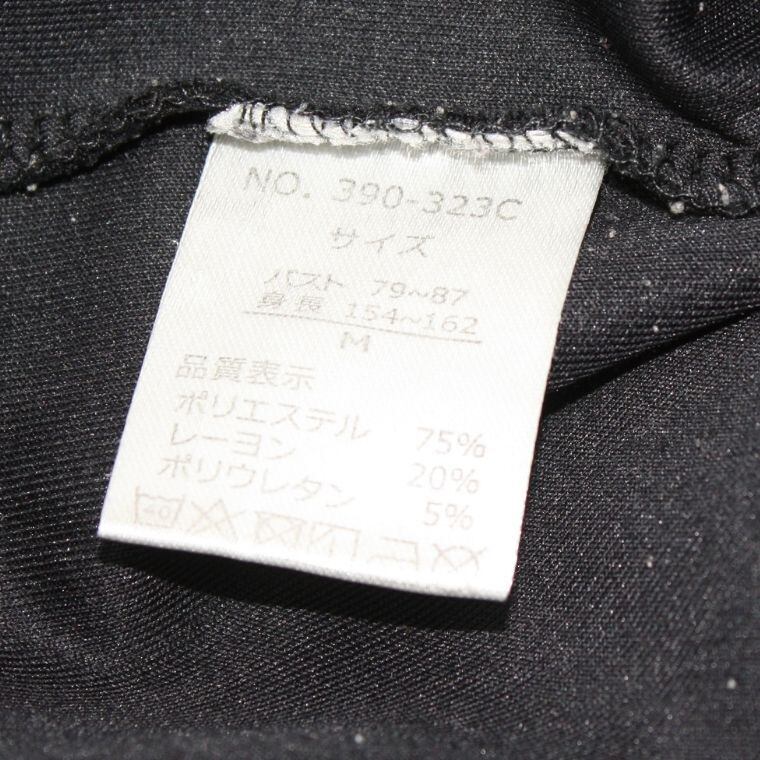 NO. 390-323C
サイズ
バスト 79~87
身長 154~162
M
品質表示
ポリエステル 75%
レーヨン 20%
ポリウレタン 5%
40